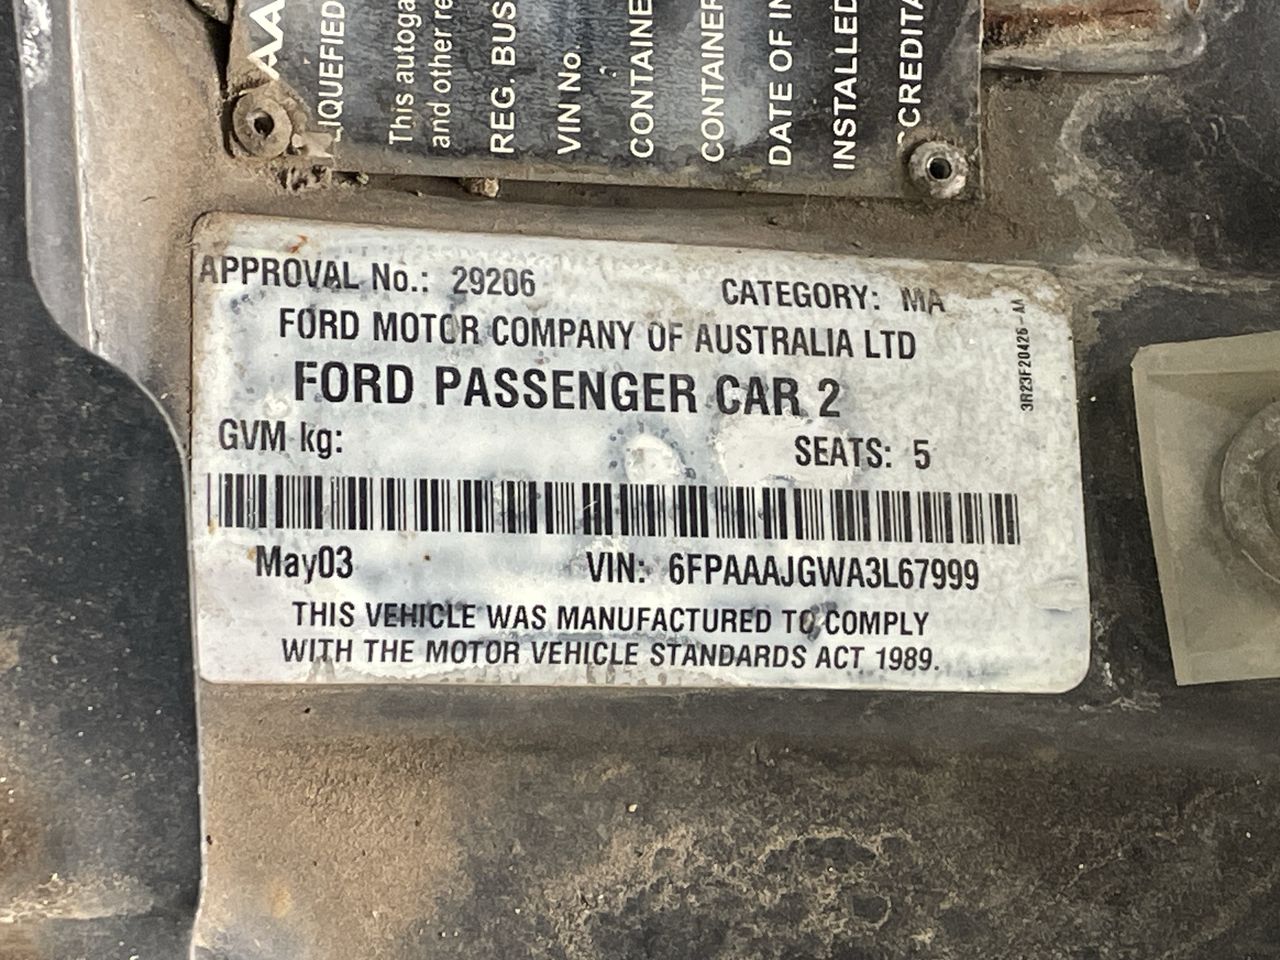 AA
LIQUEFIED
This autoga
and other re
REG. BUS
VIN No.
CONTAINE
CONTAINER
DATE OF IN
INSTALLED
CCREDITA
APPROVAL No.: 29206 CATEGORY: MA
FORD MOTOR COMPANY OF AUSTRALIA LTD
FORD PASSENGER CAR 2
3R23F20426 - AA
GVM kg: SEATS: 5
May03 VIN: 6FPAAAJGWA3L67999
THIS VEHICLE WAS MANUFACTURED TO COMPLY
WITH THE MOTOR VEHICLE STANDARDS ACT 1989.